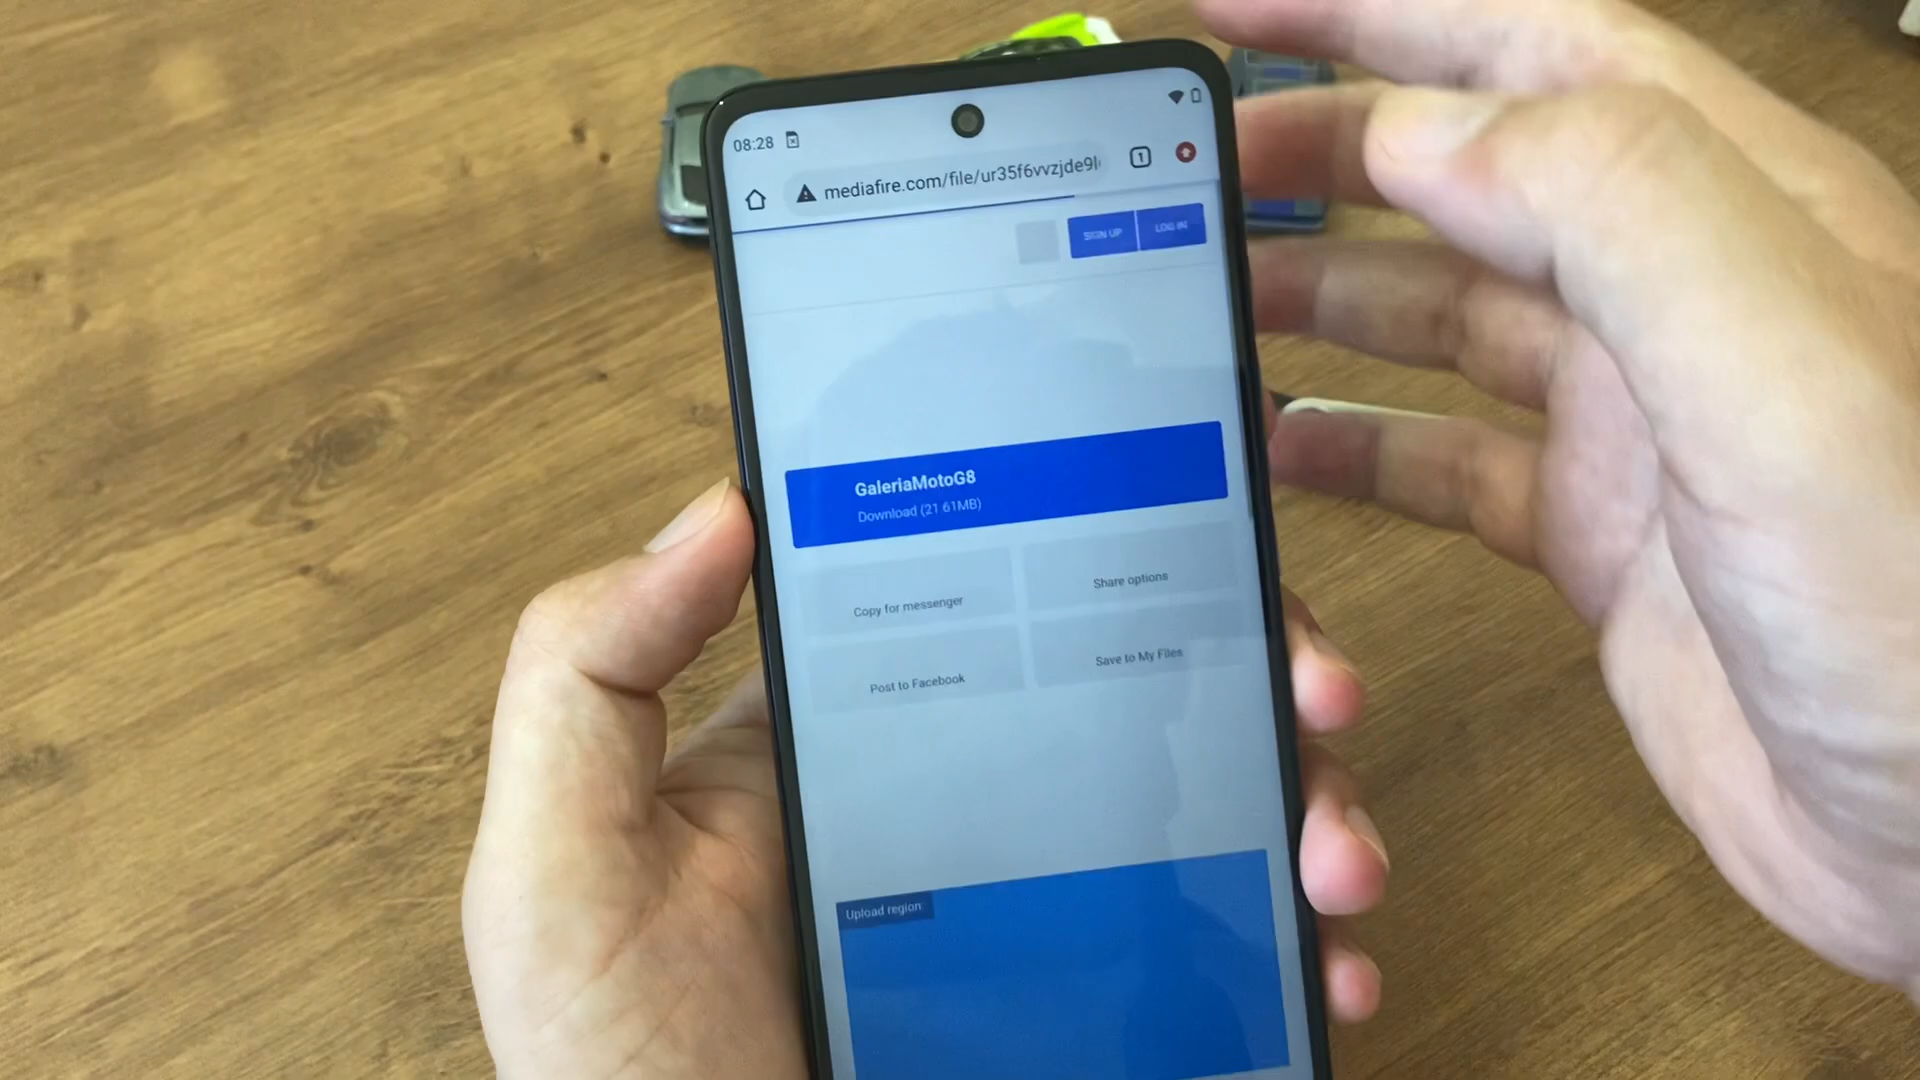 08:28
mediafire.com/file/ur35f6vvzjde9l
1
SIGN UP
LOG IN
GaleriaMotoG8
Download (21.61MB)
Copy for messenger
Share options
Post to Facebook
Save to My Files
Upload region: